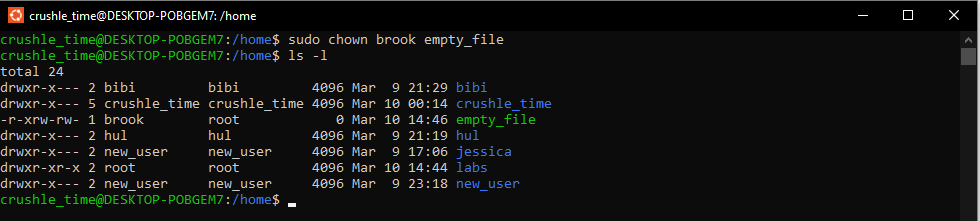 crushle_time@DESKTOP-POBGEM7: /home
crushle_time@DESKTOP-POBGEM7:/home$ sudo chown brook empty_file
crushle_time@DESKTOP-POBGEM7:/home$ ls -l
total 24
drwxr-x--- 2 bibi         bibi         4096 Mar  9 21:29 bibi
drwxr-x--- 5 crushle_time crushle_time 4096 Mar 10 00:14 crushle_time
-r-xrw-rw- 1 brook        root            0 Mar 10 14:46 empty_file
drwxr-x--- 2 hul          hul          4096 Mar  9 21:19 hul
drwxr-x--- 2 new_user     new_user     4096 Mar  9 17:06 jessica
drwxr-xr-x 2 root         root         4096 Mar 10 14:44 labs
drwxr-x--- 2 new_user     new_user     4096 Mar  9 23:18 new_user
crushle_time@DESKTOP-POBGEM7:/home$